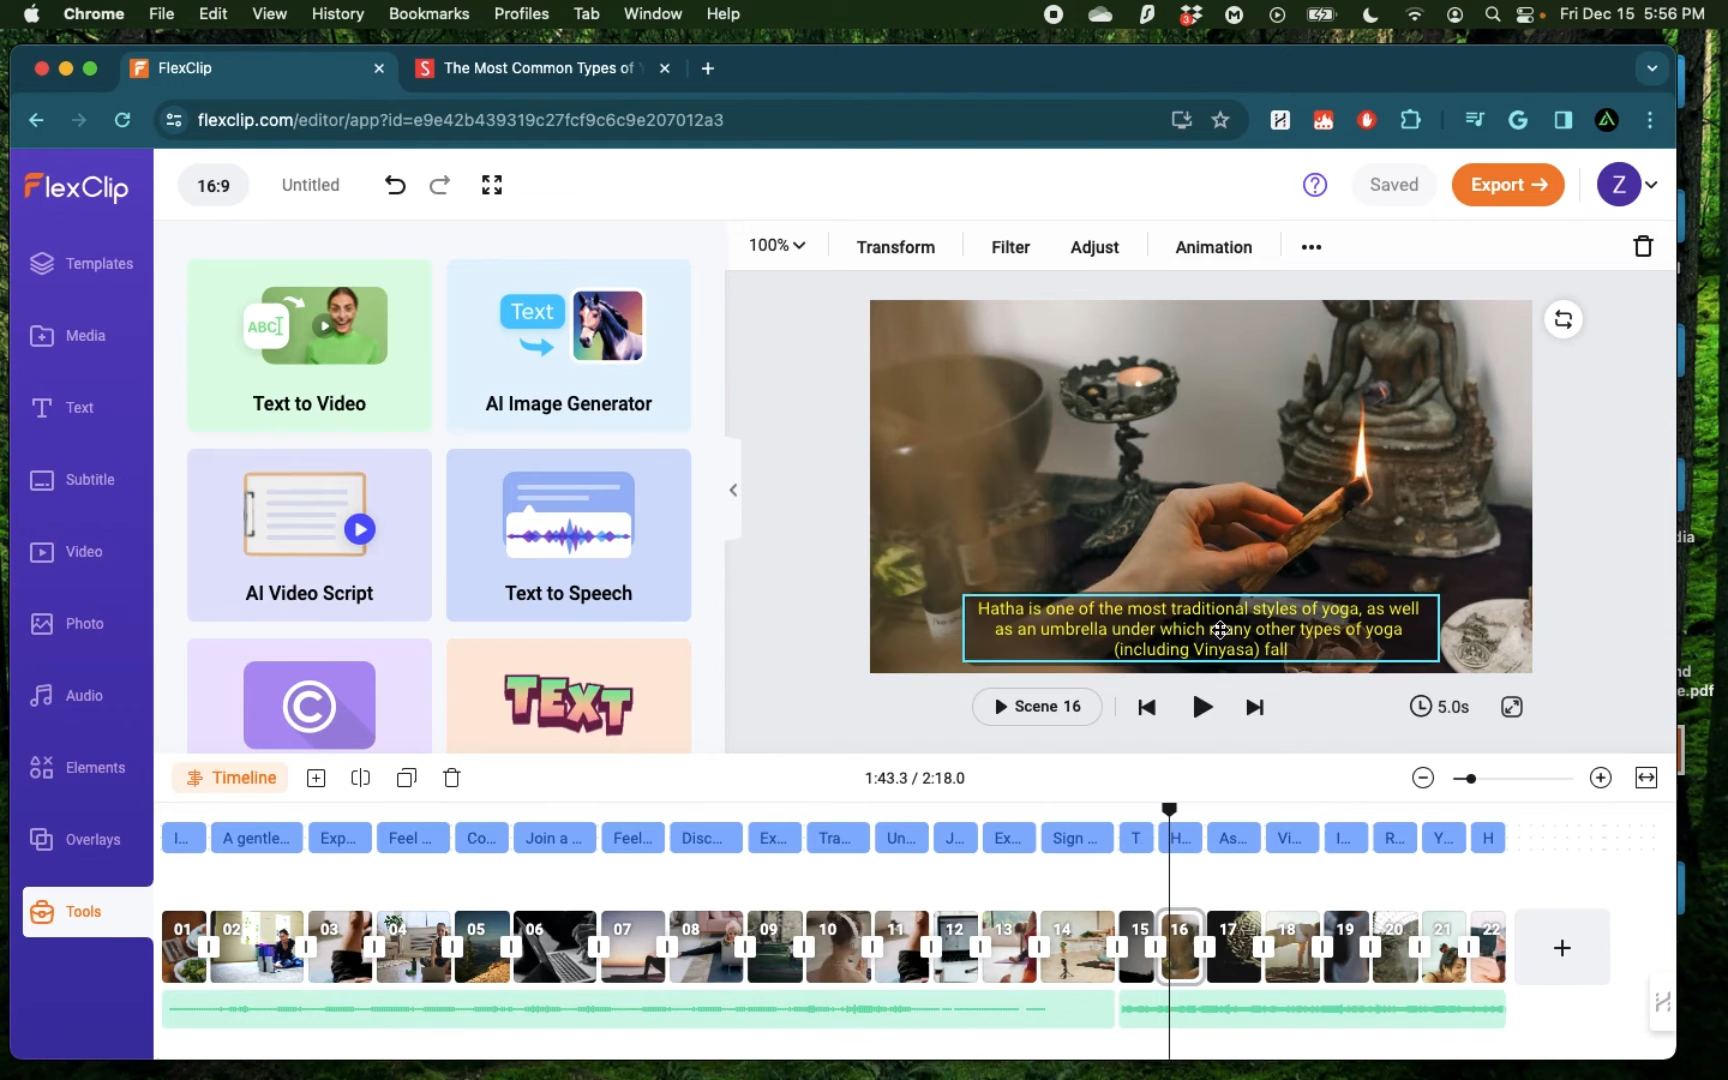 Chrome File Edit View History Bookmarks Profiles Tab Window Help 3 Fri Dec 15 5:56 PM
FlexClip The Most Common Types of
flexclip.com/editor/app?id=e9e42b439319c27fcf9c6c9e207012a3
FlexClip 16:9 Untitled Saved Export → Z
100% Transform Filter Adjust Animation •••
Templates
Media
Text
Subtitle
Video
Photo
Audio
Elements
Overlays
Tools
ABC
Text to Video
Text
AI Image Generator
AI Video Script
Text to Speech
©
TEXT
Hatha is one of the most traditional styles of yoga, as well
as an umbrella under which many other types of yoga
(including Vinyasa) fall
Scene 16 5.0s
dia
nd
e.pdf
Timeline 1:43.3 / 2:18.0
I... A gentle... Exp... Feel ... Co... Join a ... Feel... Disc... Ex... Tra... Un... J... Ex... Sign ... T H... As... Vi... I... R... Y... H
01 02 03 04 05 06 07 08 09 10 11 12 13 14 15 16 17 18 19 20 21 22 +